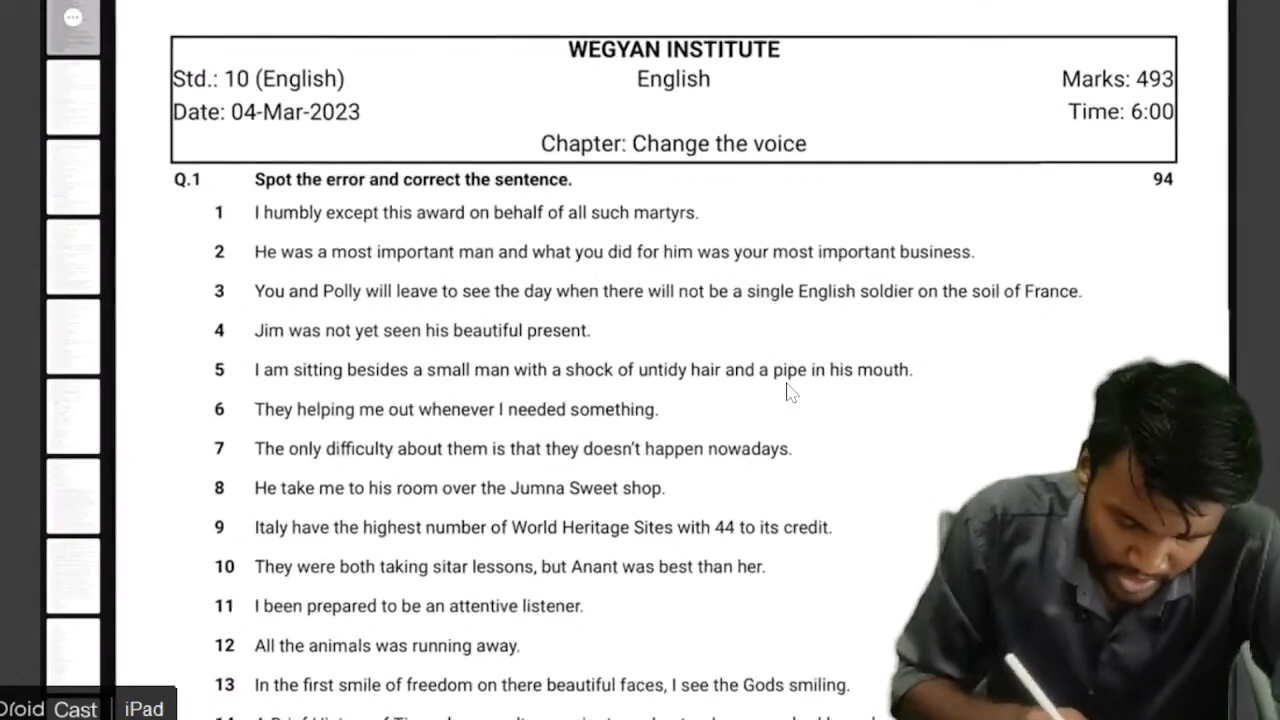 WEGYAN INSTITUTE
Std.: 10 (English) English Marks: 493
Date: 04-Mar-2023 Time: 6:00
Chapter: Change the voice
Q.1 Spot the error and correct the sentence. 94
1 I humbly except this award on behalf of all such martyrs.
2 He was a most important man and what you did for him was your most important business.
3 You and Polly will leave to see the day when there will not be a single English soldier on the soil of France.
4 Jim was not yet seen his beautiful present.
5 I am sitting besides a small man with a shock of untidy hair and a pipe in his mouth.
6 They helping me out whenever I needed something.
7 The only difficulty about them is that they doesn't happen nowadays.
8 He take me to his room over the Jumna Sweet shop.
9 Italy have the highest number of World Heritage Sites with 44 to its credit.
10 They were both taking sitar lessons, but Anant was best than her.
11 I been prepared to be an attentive listener.
12 All the animals was running away.
13 In the first smile of freedom on there beautiful faces, I see the Gods smiling.
Cast iPad